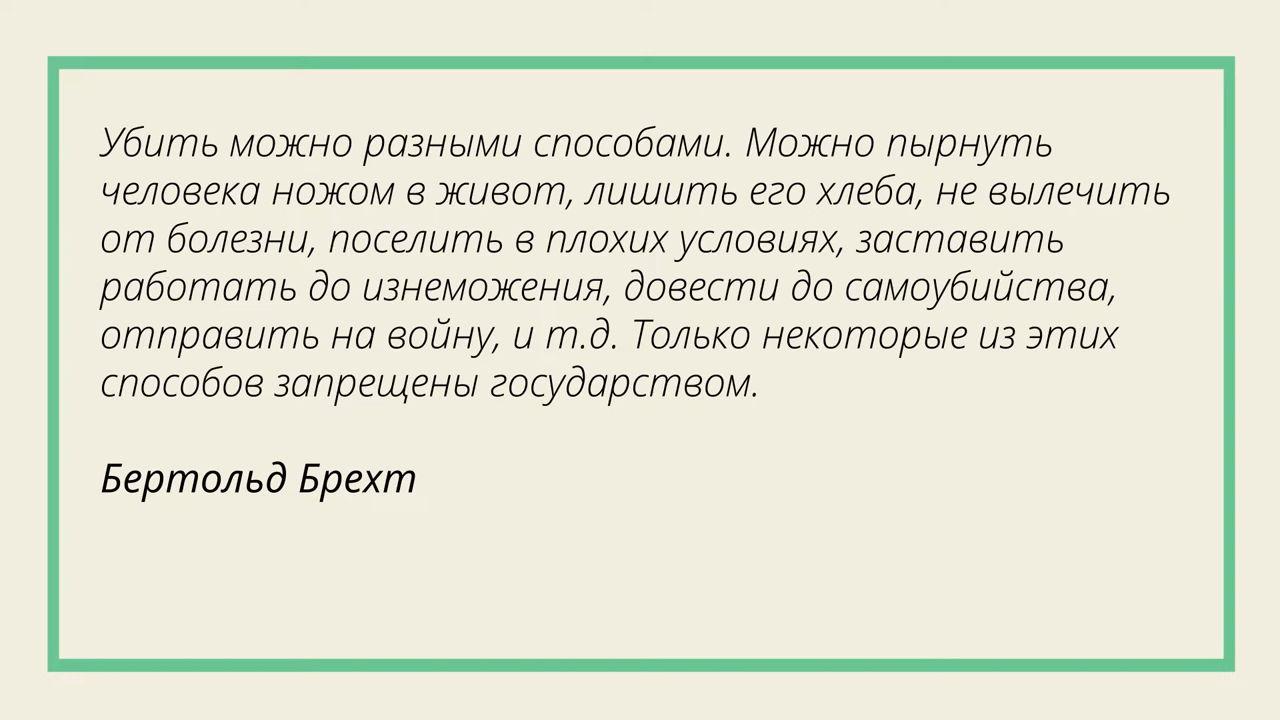 Убить можно разными способами. Можно пырнуть
человека ножом в живот, лишить его хлеба, не вылечить
от болезни, поселить в плохих условиях, заставить
работать до изнеможения, довести до самоубийства,
отправить на войну, и т.д. Только некоторые из этих
способов запрещены государством.
Бертольд Брехт